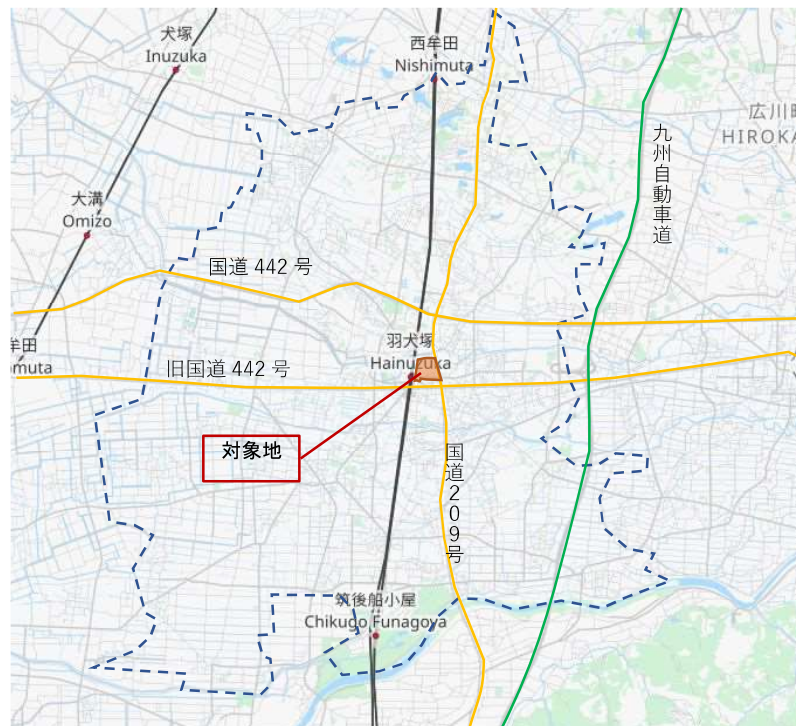 犬塚
Inuzuka
西牟田
Nishimuta
広川町
HIROKA
九州自動車道
大溝
Omizo
国道 442 号
羽犬塚
Hainuzuka
牟田
amuta
旧国道 442 号
対象地
国道209号
筑後船小屋
Chikugo Funagoya